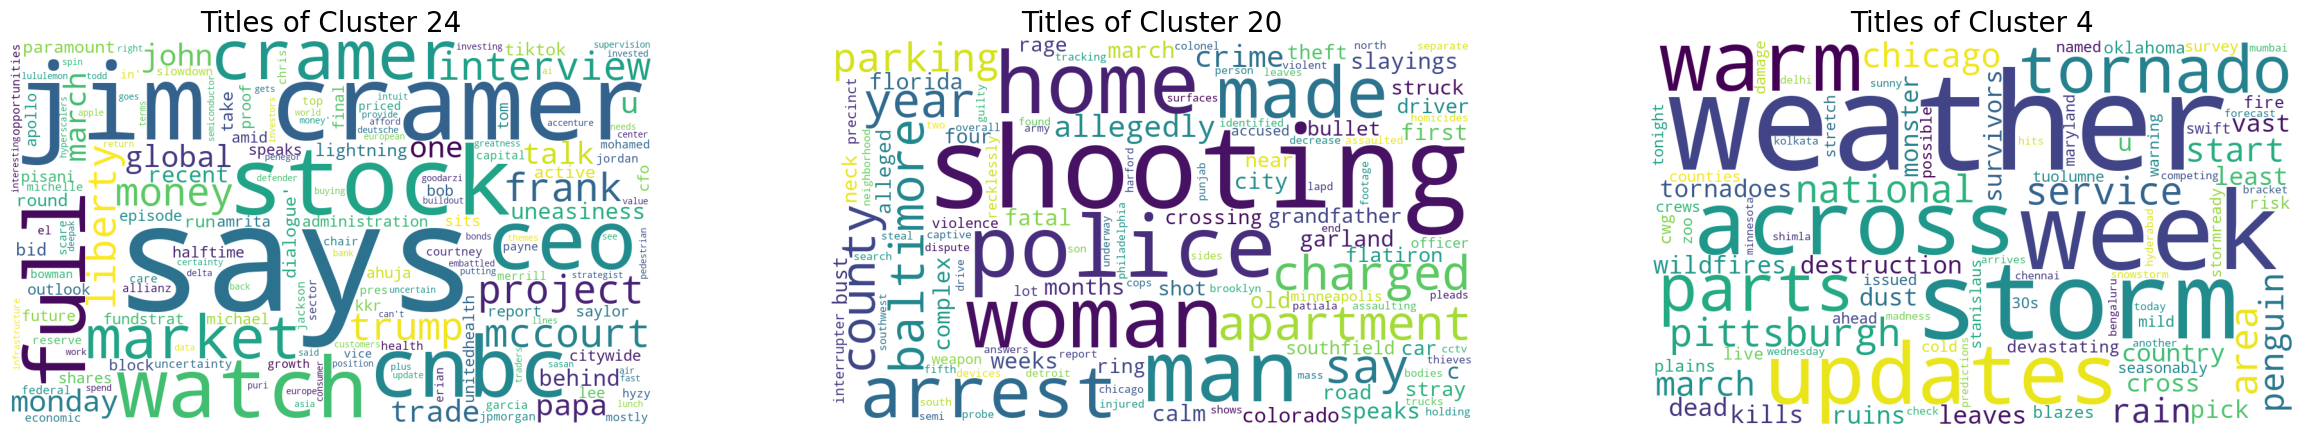 Titles of Cluster 24
paramount right john cramer investing tiktok supervision
spin in' slowdown interview invested
lululemon todd chris ai
interesting opportunities goes take proof gets top final tom u
jim cramer
apollo hyperscalers march apple terms semiconductor investors world money' priced intuit provide afford deutsche european accenture needs center
return global amid speaks lightning one talk mohamed
pisani recent penegor greatness capital active jordan
michelle money defender stock buying goodarzi buildout frank value cfo
round liberty episode run amrita administration bob sits uneasiness
el scare deepak dialogue' chair bonds themes see
bid full halftime says courtney ceo
bowman care certainty bank embattled putting payne strategist pedestrian
outlook allianz delta back ahuja merrill project
future fundstrat jackson sector pres uncertain kkr report saylor
infrastructure reserve market michael can't trump lines mccourt
work data customers said health vice position unitedhealth citywide
shares block uncertainty growth plus update cnbc traders sasan air fast
federal spend watch puri europe consumer erian behind
monday asia trade garcia lee hyzy
economic jpmorgan papa mostly lunch
Titles of Cluster 20
parking rage march colonel crime theft north separate
tracking person leaves violent slayings
florida home made struck
precinct year guilty surfaces driver
two overall found army identified accused bullet homicides
neck four allegedly decrease assaulted first
neighborhood alleged shooting near
baltimore recklessly harford punjab city lapd footage
county violence fatal crossing grandfather
captive police garland end officer
steal dispute son underway philadelphia sides flatiron
search drive complex lot months cops shot brooklyn charged
interrupter bust southwest woman old minneapolis pleads
patiala assaulting
answers report apartment
weapon weeks ring southfield car cctv
fifth devices detroit man say c thieves
south chicago mass road bodies stray
semi probe arrest injured calm shows colorado speaks trucks holding
Titles of Cluster 4
warm damage chicago named oklahoma survey mumbai
delhi sunny tornado
tonight weather fire forecast
kolkata stretch monster possible survivors maryland hits u warning swift vast
counties start
tornadoes national tuolumne competing least
crews service bracket
cwg zoo minnesota shimla across week hyderabad stormready risk
wildfires destruction arrives snowstorm
issued chennai
parts dust 30s storm bengaluru today
ahead stanislaus mild penguin
pittsburgh madness cold devastating another area
live wednesday country
plains updates predictions seasonably
march cross
dead kills ruins check leaves blazes rain pick